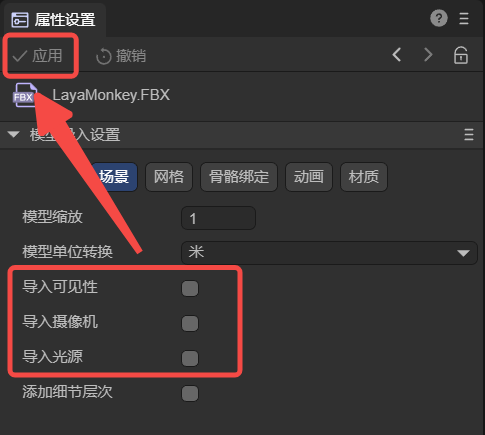 属性设置
应用 撤销
FBX LayaMonkey.FBX
模型导入设置
场景 网格 骨骼绑定 动画 材质
模型缩放 1
模型单位转换 米
导入可见性
导入摄像机
导入光源
添加细节层次